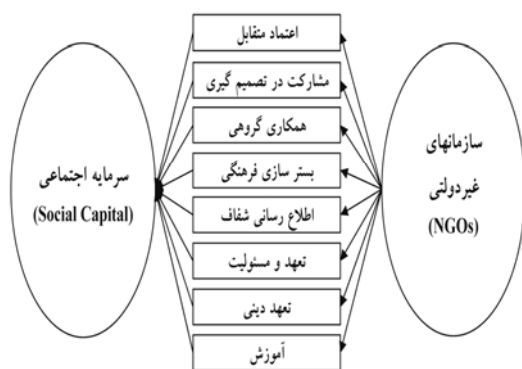 سازمانهای
غیردولتی
(NGOs)
اعتماد متقابل
مشارکت در تصمیم گیری
همکاری گروهی
بستر سازی فرهنگی
اطلاع رسانی شفاف
تعهد و مسئولیت
تعهد دینی
آموزش
سرمایه اجتماعی
(Social Capital)